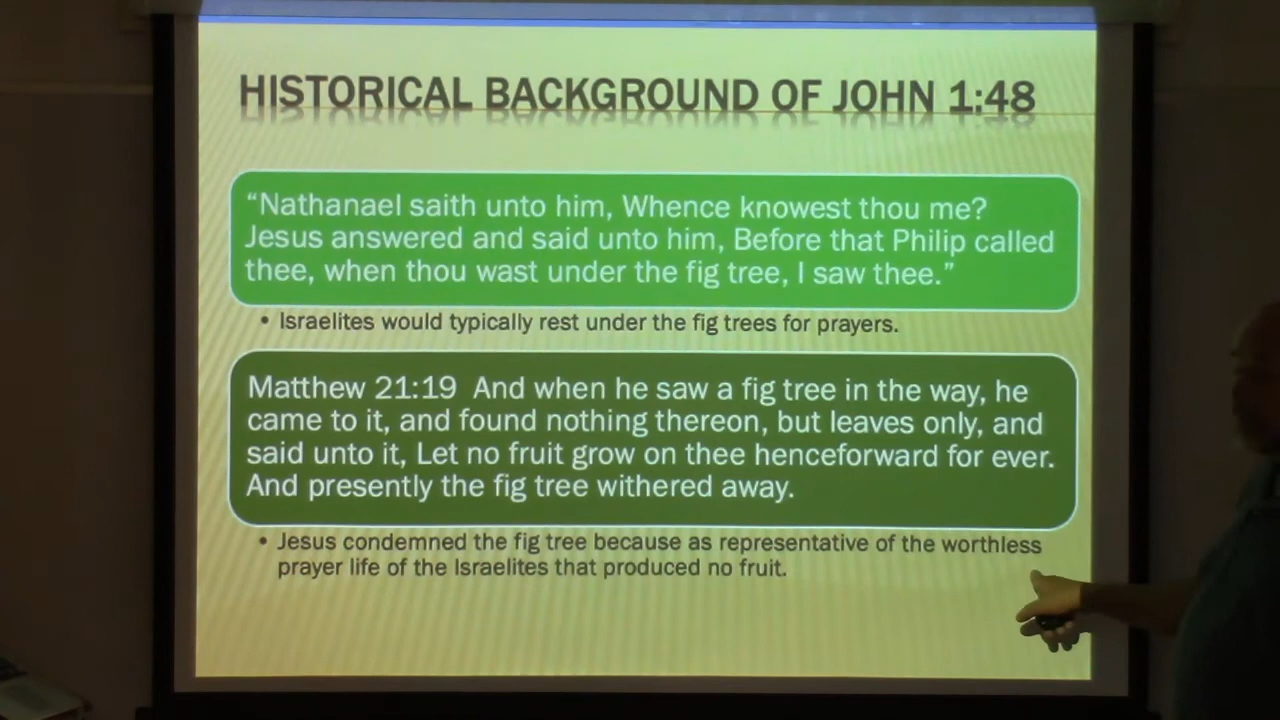 HISTORICAL BACKGROUND OF JOHN 1:48
“Nathanael saith unto him, Whence knowest thou me?
Jesus answered and said unto him, Before that Philip called
thee, when thou wast under the fig tree, I saw thee.”
• Israelites would typically rest under the fig trees for prayers.
Matthew 21:19  And when he saw a fig tree in the way, he
came to it, and found nothing thereon, but leaves only, and
said unto it, Let no fruit grow on thee henceforward for ever.
And presently the fig tree withered away.
• Jesus condemned the fig tree because as representative of the worthless
prayer life of the Israelites that produced no fruit.